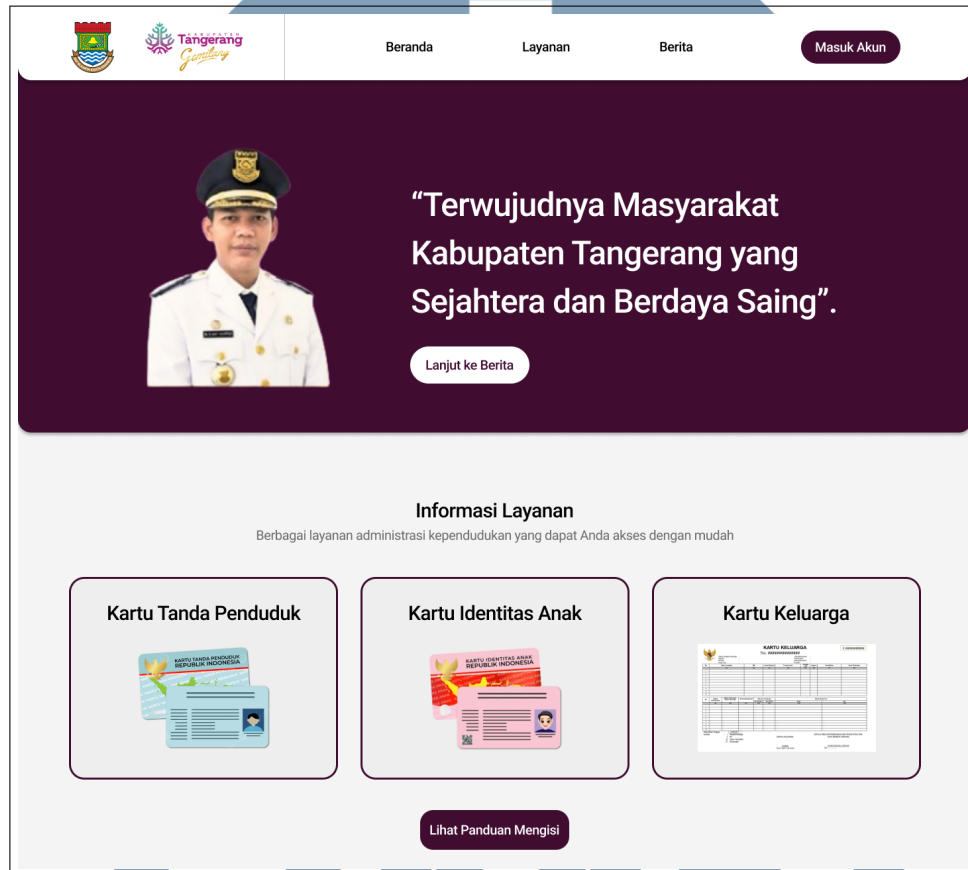 KABUPATEN
Tangerang
Gemilang
Beranda
Layanan
Berita
Masuk Akun
“Terwujudnya Masyarakat
Kabupaten Tangerang yang
Sejahtera dan Berdaya Saing”.
Lanjut ke Berita
Informasi Layanan
Berbagai layanan administrasi kependudukan yang dapat Anda akses dengan mudah
Kartu Tanda Penduduk
KARTU TANDA PENDUDUK
REPUBLIK INDONESIA
Kartu Identitas Anak
KARTU IDENTITAS ANAK
REPUBLIK INDONESIA
Kartu Keluarga
KARTU KELUARGA
Lihat Panduan Mengisi